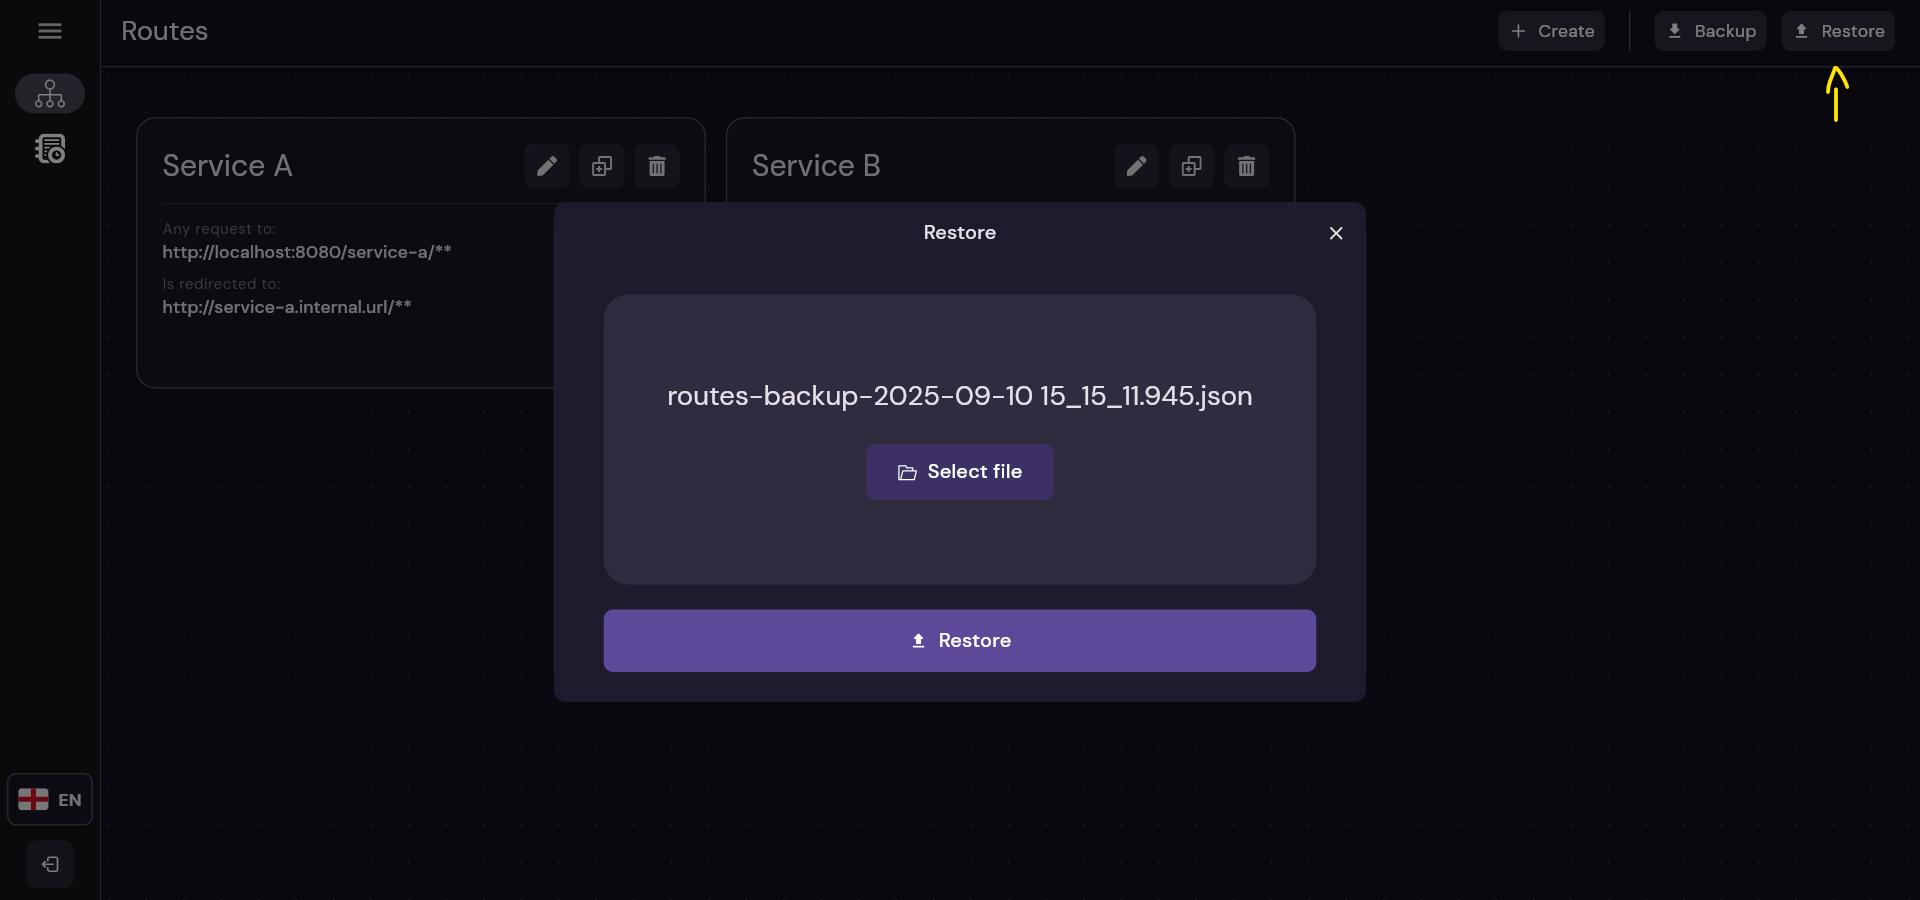 Routes
Create
Backup
Restore
Service A
Service B
Any request to:
http://localhost:8080/service-a/**
Is redirected to:
http://service-a.internal.url/**
Restore
routes-backup-2025-09-10 15_15_11.945.json
Select file
Restore
EN